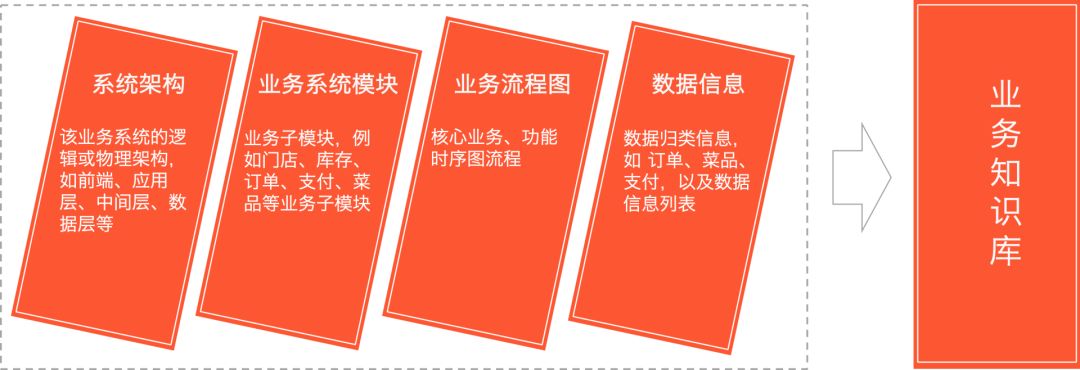 系统架构
该业务系统的逻
辑或物理架构，
如前端、应用
层、中间层、数
据层等
业务系统模块
业务子模块，例
如门店、库存、
订单、支付、菜
品等业务子模块
业务流程图
核心业务、功能
时序图流程
数据信息
数据归类信息，
如 订单、菜品、
支付，以及数据
信息列表
业务知识库